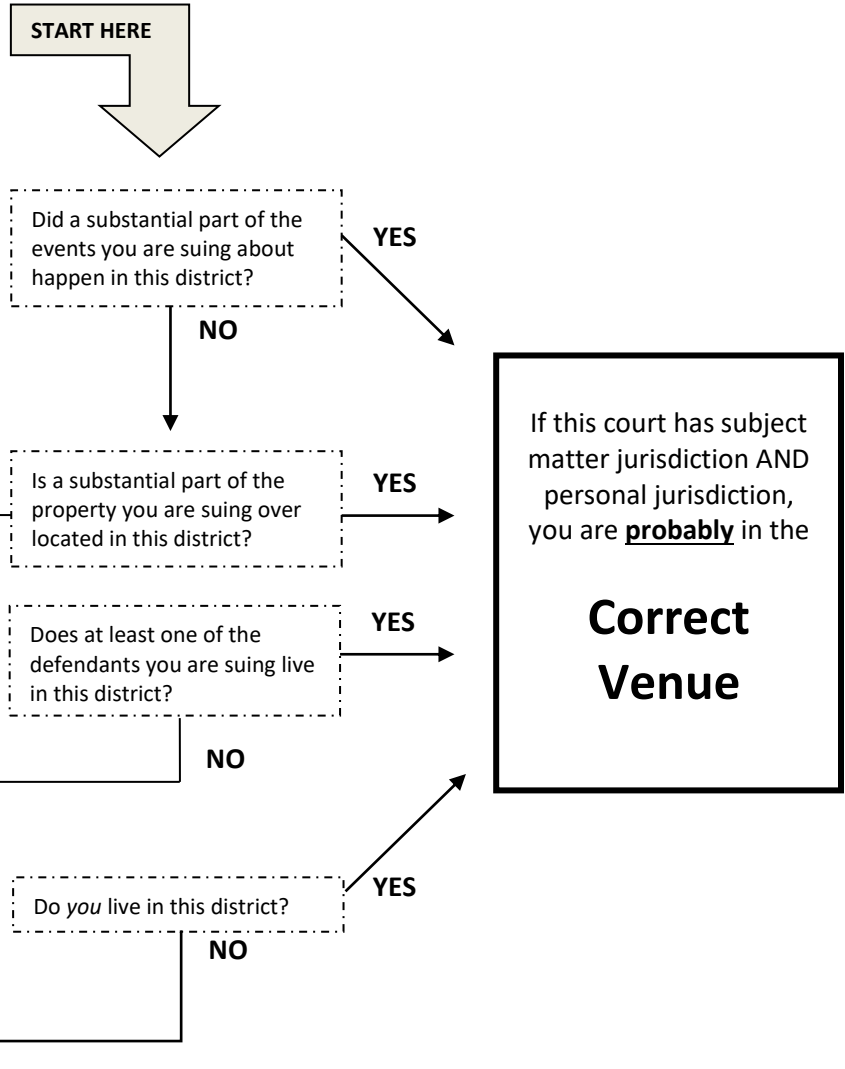 START HERE
Did a substantial part of the
events you are suing about
happen in this district?
YES
NO
Is a substantial part of the
property you are suing over
located in this district?
YES
Does at least one of the
defendants you are suing live
in this district?
YES
NO
Do you live in this district?
YES
NO
If this court has subject
matter jurisdiction AND
personal jurisdiction,
you are probably in the
Correct
Venue